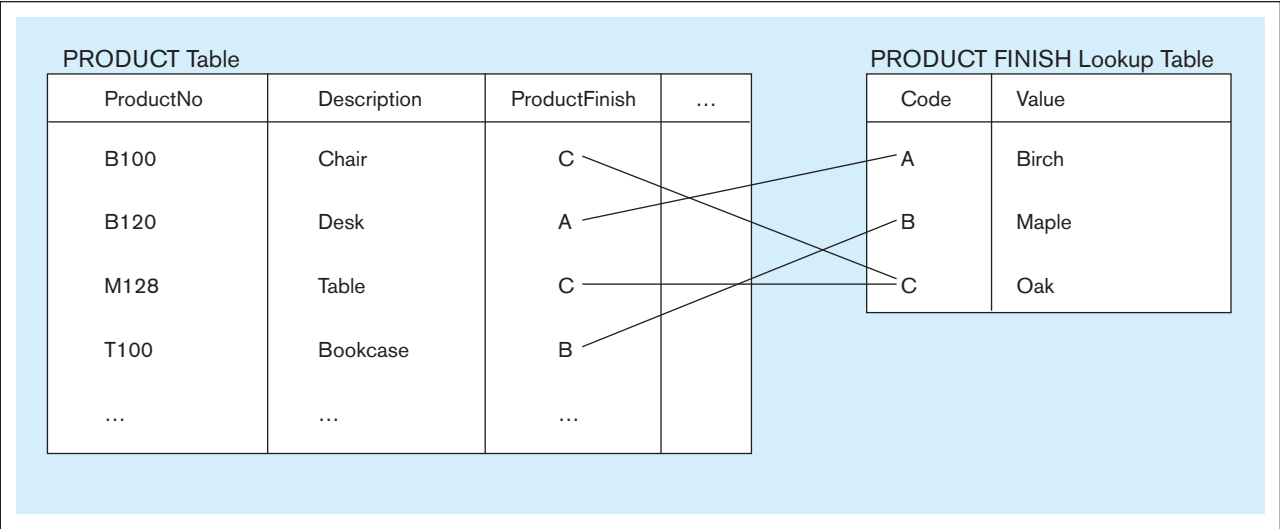 PRODUCT Table
ProductNo Description ProductFinish …
B100 Chair C
B120 Desk A
M128 Table C
T100 Bookcase B
… … …
PRODUCT FINISH Lookup Table
Code Value
A Birch
B Maple
C Oak